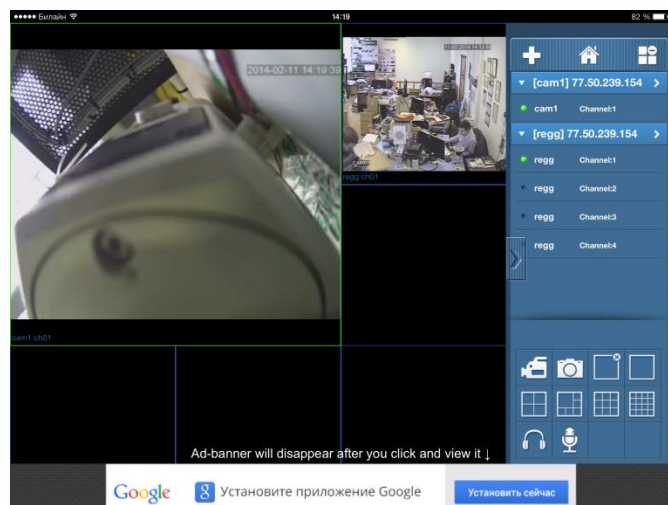 Билайн
14:19
82 %
2014-02-11 14:19:39
[cam1] 77.50.239.154
cam1 Channel:1
[regg] 77.50.239.154
regg Channel:1
regg Channel:2
regg Channel:3
regg Channel:4
regg ch01
cam1 ch01
Ad-banner will disappear after you click and view it ↓
Google
8 Установите приложение Google
Установить сейчас